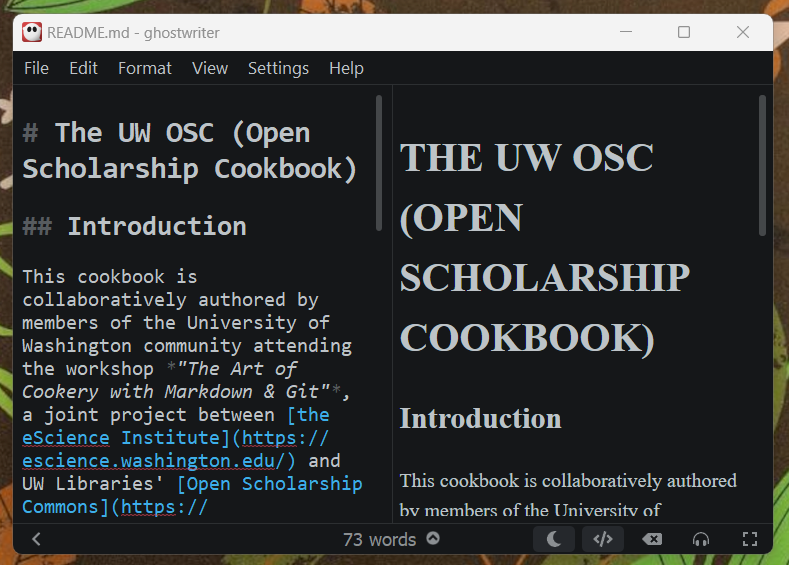 README.md - ghostwriter
File Edit Format View Settings Help
# The UW OSC (Open
Scholarship Cookbook)
## Introduction
This cookbook is
collaboratively authored by
members of the University of
Washington community attending
the workshop *"The Art of
Cookery with Markdown & Git"*,
a joint project between [the
eScience Institute](https://
escience.washington.edu/) and
UW Libraries' [Open Scholarship
Commons](https://
THE UW OSC
(OPEN
SCHOLARSHIP
COOKBOOK)
Introduction
This cookbook is collaboratively authored
by members of the University of
73 words